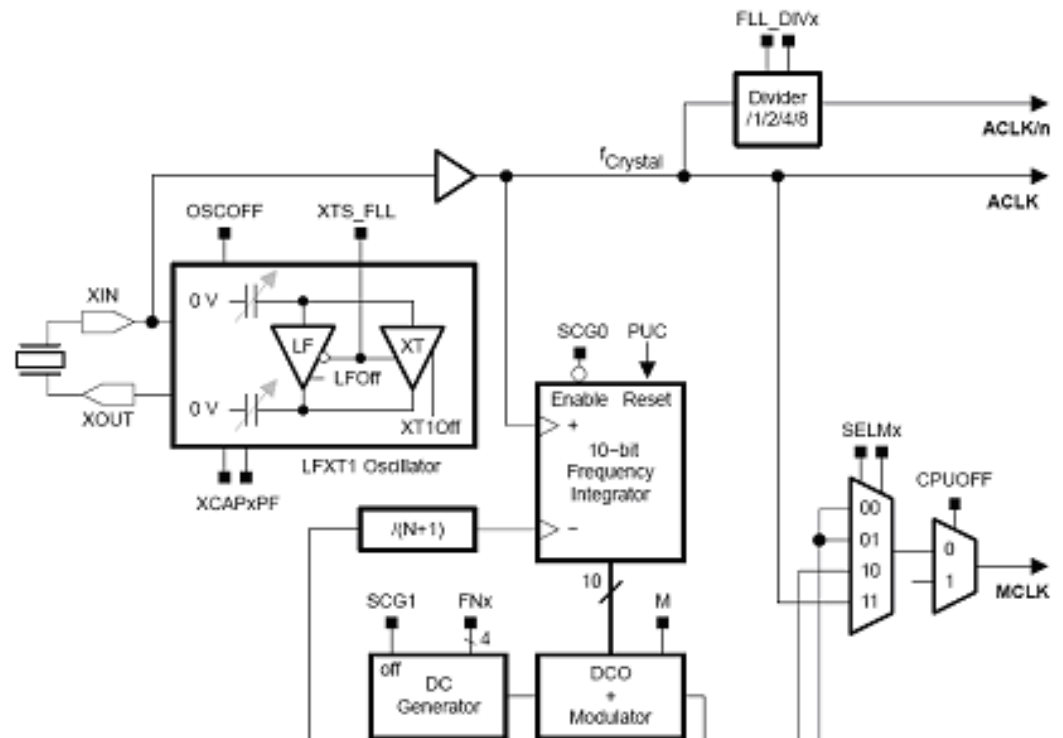 FLL_DIVx
Divider
/1/2/4/8
ACLK/n
fCrystal
ACLK
OSCOFF
XTS_FLL
XIN
0 V
LF
XT
LFOff
0 V
XT1Off
XOUT
LFXT1 Oscillator
XCAPxPF
SCG0
PUC
Enable
Reset
+
10−bit
Frequency
Integrator
−
/(N+1)
SELMx
CPUOFF
00
01
10
11
0
1
MCLK
10
SCG1
FNx
4
M
off
DC
Generator
DCO
+
Modulator